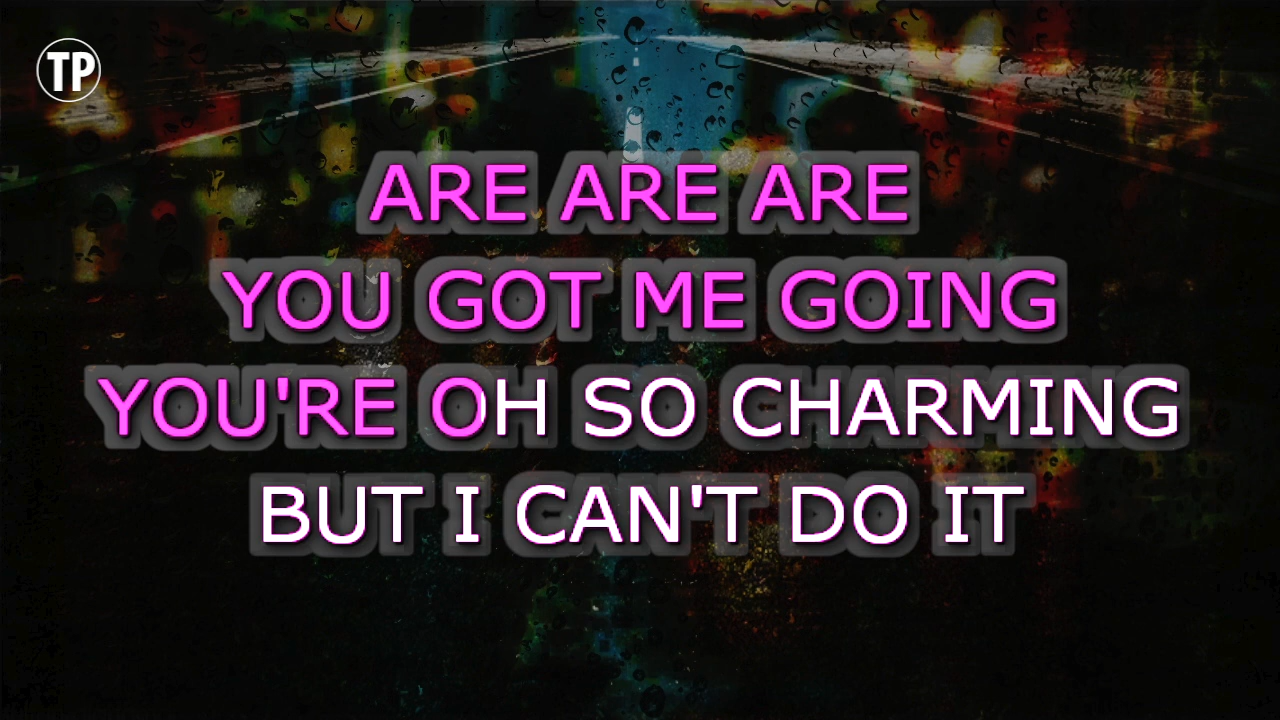 TP
ARE ARE ARE
YOU GOT ME GOING
YOU'RE OH SO CHARMING
BUT I CAN'T DO IT